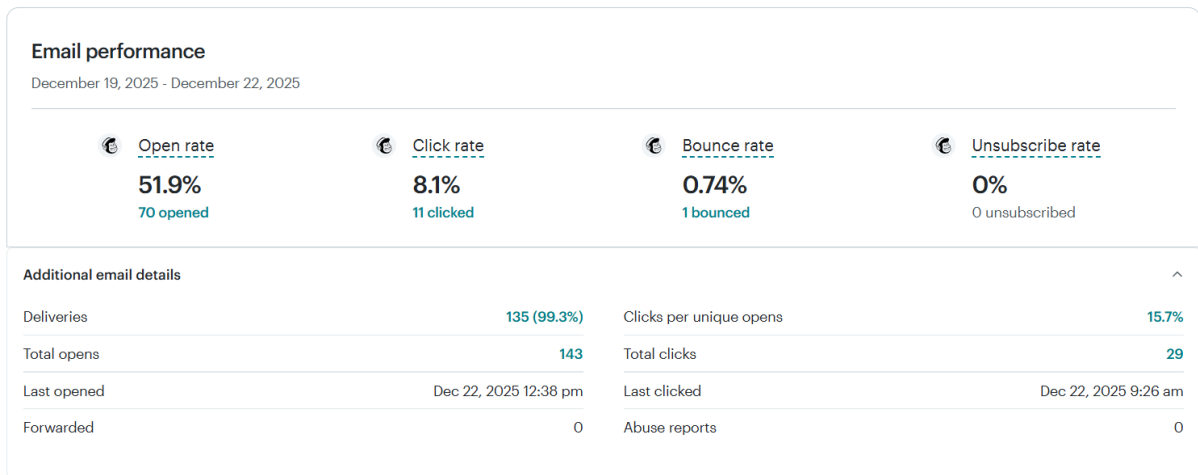 Email performance
December 19, 2025 - December 22, 2025
Open rate
51.9%
70 opened
Click rate
8.1%
11 clicked
Bounce rate
0.74%
1 bounced
Unsubscribe rate
0%
0 unsubscribed
Additional email details
Deliveries 135 (99.3%)
Total opens 143
Last opened Dec 22, 2025 12:38 pm
Forwarded 0
Clicks per unique opens 15.7%
Total clicks 29
Last clicked Dec 22, 2025 9:26 am
Abuse reports 0